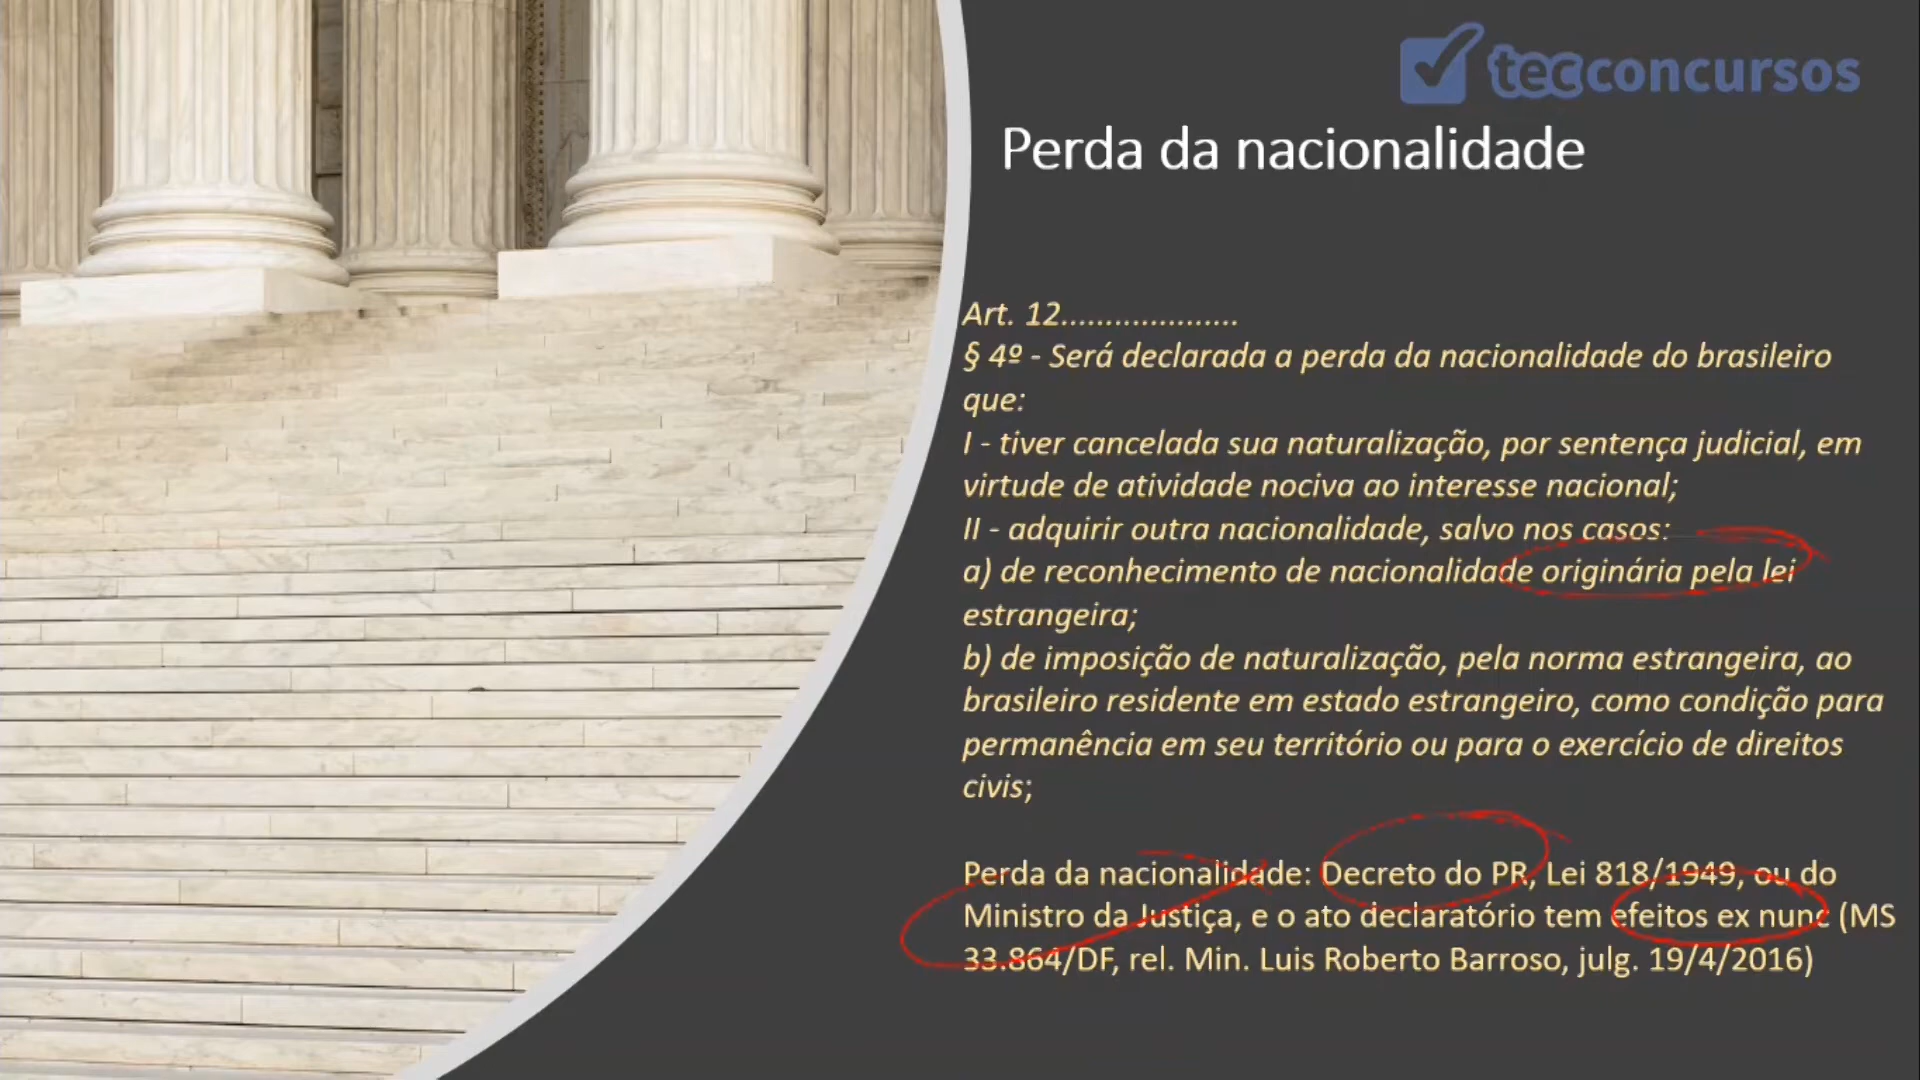 tecconcursos
Perda da nacionalidade
Art. 12....................
§ 4º - Será declarada a perda da nacionalidade do brasileiro
que:
I - tiver cancelada sua naturalização, por sentença judicial, em
virtude de atividade nociva ao interesse nacional;
II - adquirir outra nacionalidade, salvo nos casos:
a) de reconhecimento de nacionalidade originária pela lei
estrangeira;
b) de imposição de naturalização, pela norma estrangeira, ao
brasileiro residente em estado estrangeiro, como condição para
permanência em seu território ou para o exercício de direitos
civis;
Perda da nacionalidade: Decreto do PR, Lei 818/1949, ou do
Ministro da Justiça, e o ato declaratório tem efeitos ex nunc (MS
33.864/DF, rel. Min. Luis Roberto Barroso, julg. 19/4/2016)